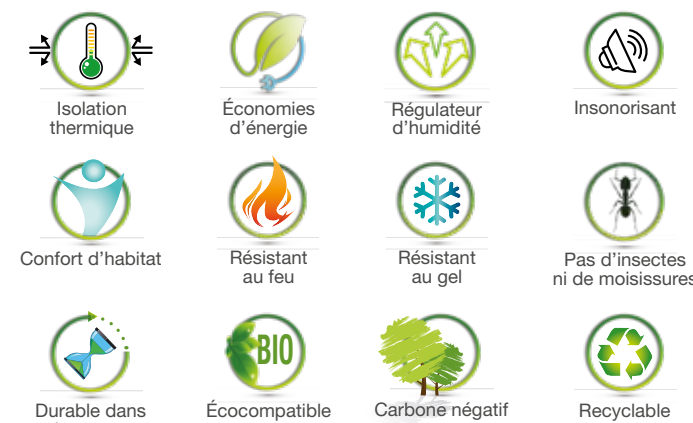 Isolation
thermique
Économies
d'énergie
Régulateur
d'humidité
Insonorisant
Confort d'habitat
Résistant
au feu
Résistant
au gel
Pas d'insectes
ni de moisissures
BIO
Durable dans
Écocompatible
Carbone négatif
Recyclable